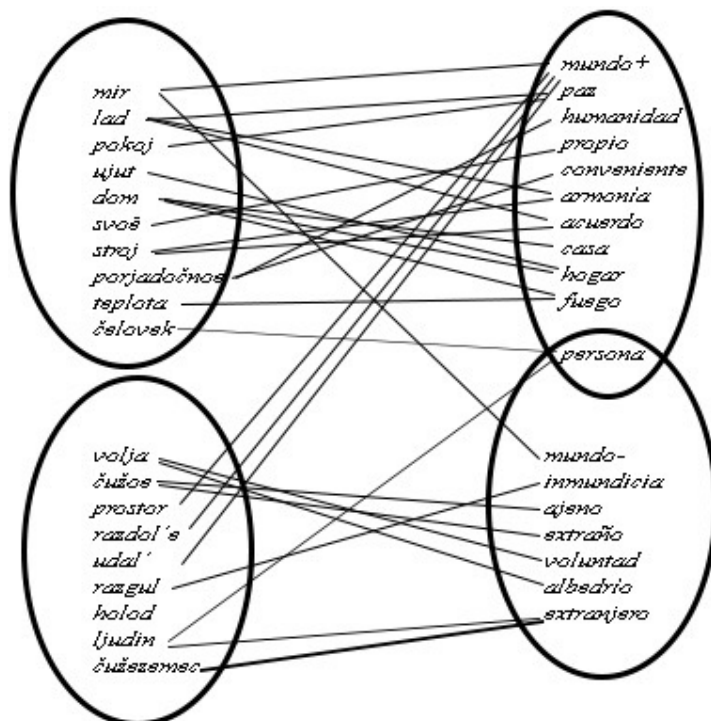 mir
lad
pokoj
ujut
dom
svoë
stroj
porjadočnoe
teplota
čelovek
mundo+
paz
humanidad
propio
conveniente
armonia
acuerdo
casa
hogar
fuego
persona
volja
čužoe
prostor
razdol´e
udal´
razgul
holod
ljudin
čužezemec
mundo-
inmundicia
ajeno
extraño
voluntad
albedrio
extranjero